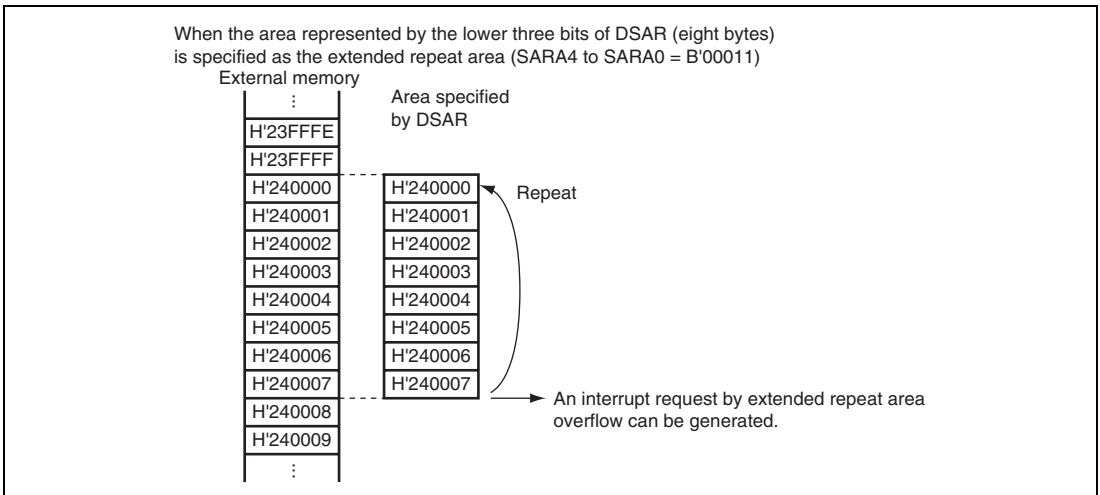 When the area represented by the lower three bits of DSAR (eight bytes)
is specified as the extended repeat area (SARA4 to SARA0 = B'00011)
External memory
Area specified
by DSAR
⋮
H'23FFFE
H'23FFFF
H'240000
H'240001
H'240002
H'240003
H'240004
H'240005
H'240006
H'240007
H'240008
H'240009
⋮
H'240000
H'240001
H'240002
H'240003
H'240004
H'240005
H'240006
H'240007
Repeat
An interrupt request by extended repeat area
overflow can be generated.